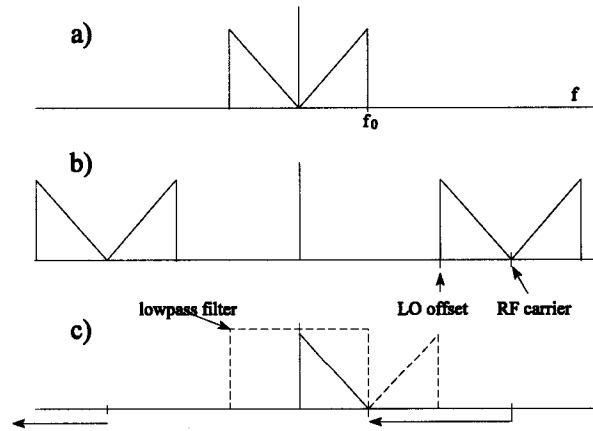 a)
f
f0
b)
lowpass filter
LO offset
RF carrier
c)